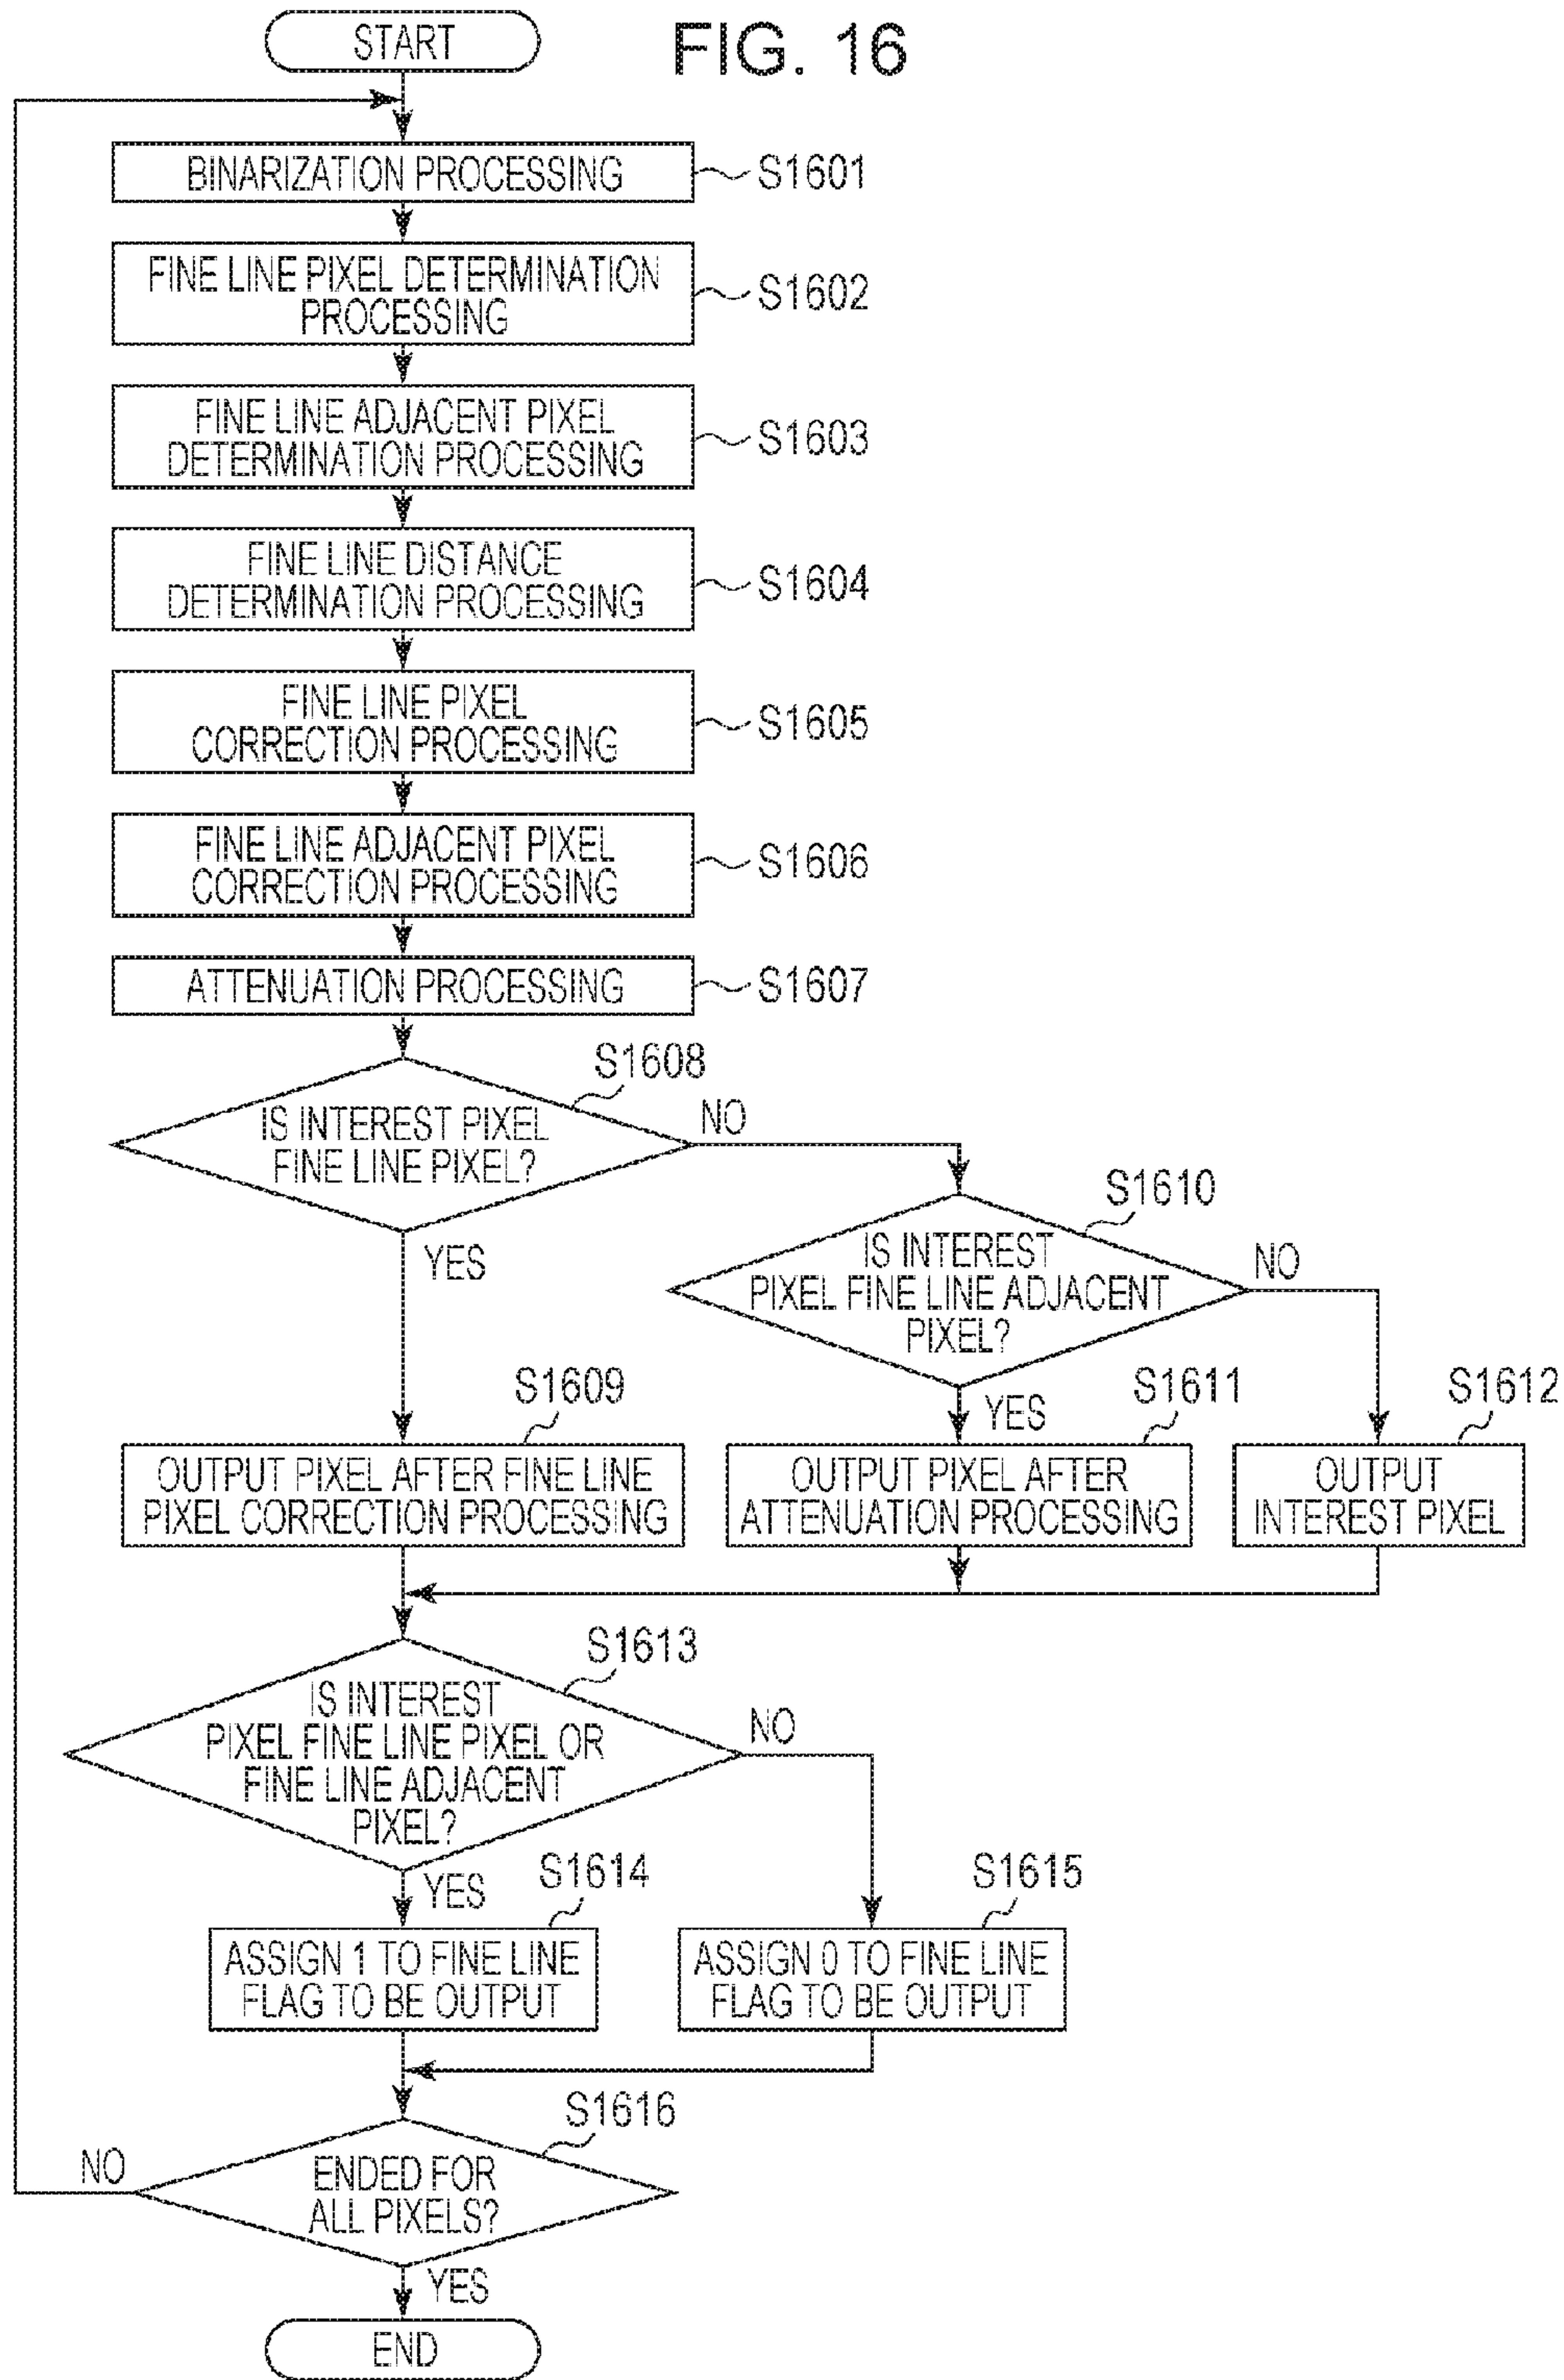 FIG. 16
START
BINARIZATION PROCESSING
S1601
FINE LINE PIXEL DETERMINATION
PROCESSING
S1602
FINE LINE ADJACENT PIXEL
DETERMINATION PROCESSING
S1603
FINE LINE DISTANCE
DETERMINATION PROCESSING
S1604
FINE LINE PIXEL
CORRECTION PROCESSING
S1605
FINE LINE ADJACENT PIXEL
CORRECTION PROCESSING
S1606
ATTENUATION PROCESSING
S1607
S1608
IS INTEREST PIXEL
FINE LINE PIXEL?
NO
YES
S1610
IS INTEREST
PIXEL FINE LINE ADJACENT
PIXEL?
NO
YES
S1609
OUTPUT PIXEL AFTER FINE LINE
PIXEL CORRECTION PROCESSING
S1611
OUTPUT PIXEL AFTER
ATTENUATION PROCESSING
S1612
OUTPUT
INTEREST PIXEL
S1613
IS INTEREST
PIXEL FINE LINE PIXEL OR
FINE LINE ADJACENT
PIXEL?
NO
YES
S1614
ASSIGN 1 TO FINE LINE
FLAG TO BE OUTPUT
S1615
ASSIGN 0 TO FINE LINE
FLAG TO BE OUTPUT
S1616
ENDED FOR
ALL PIXELS?
NO
YES
END